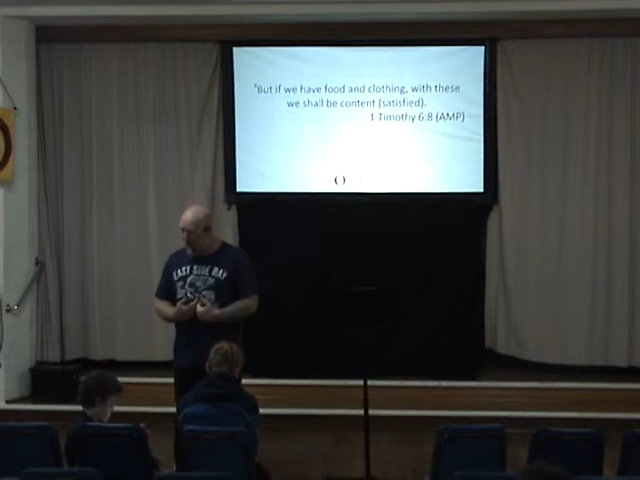 ⁸But if we have food and clothing, with these
we shall be content (satisfied).
1 Timothy 6:8 (AMP)
EAST SIDE BAY